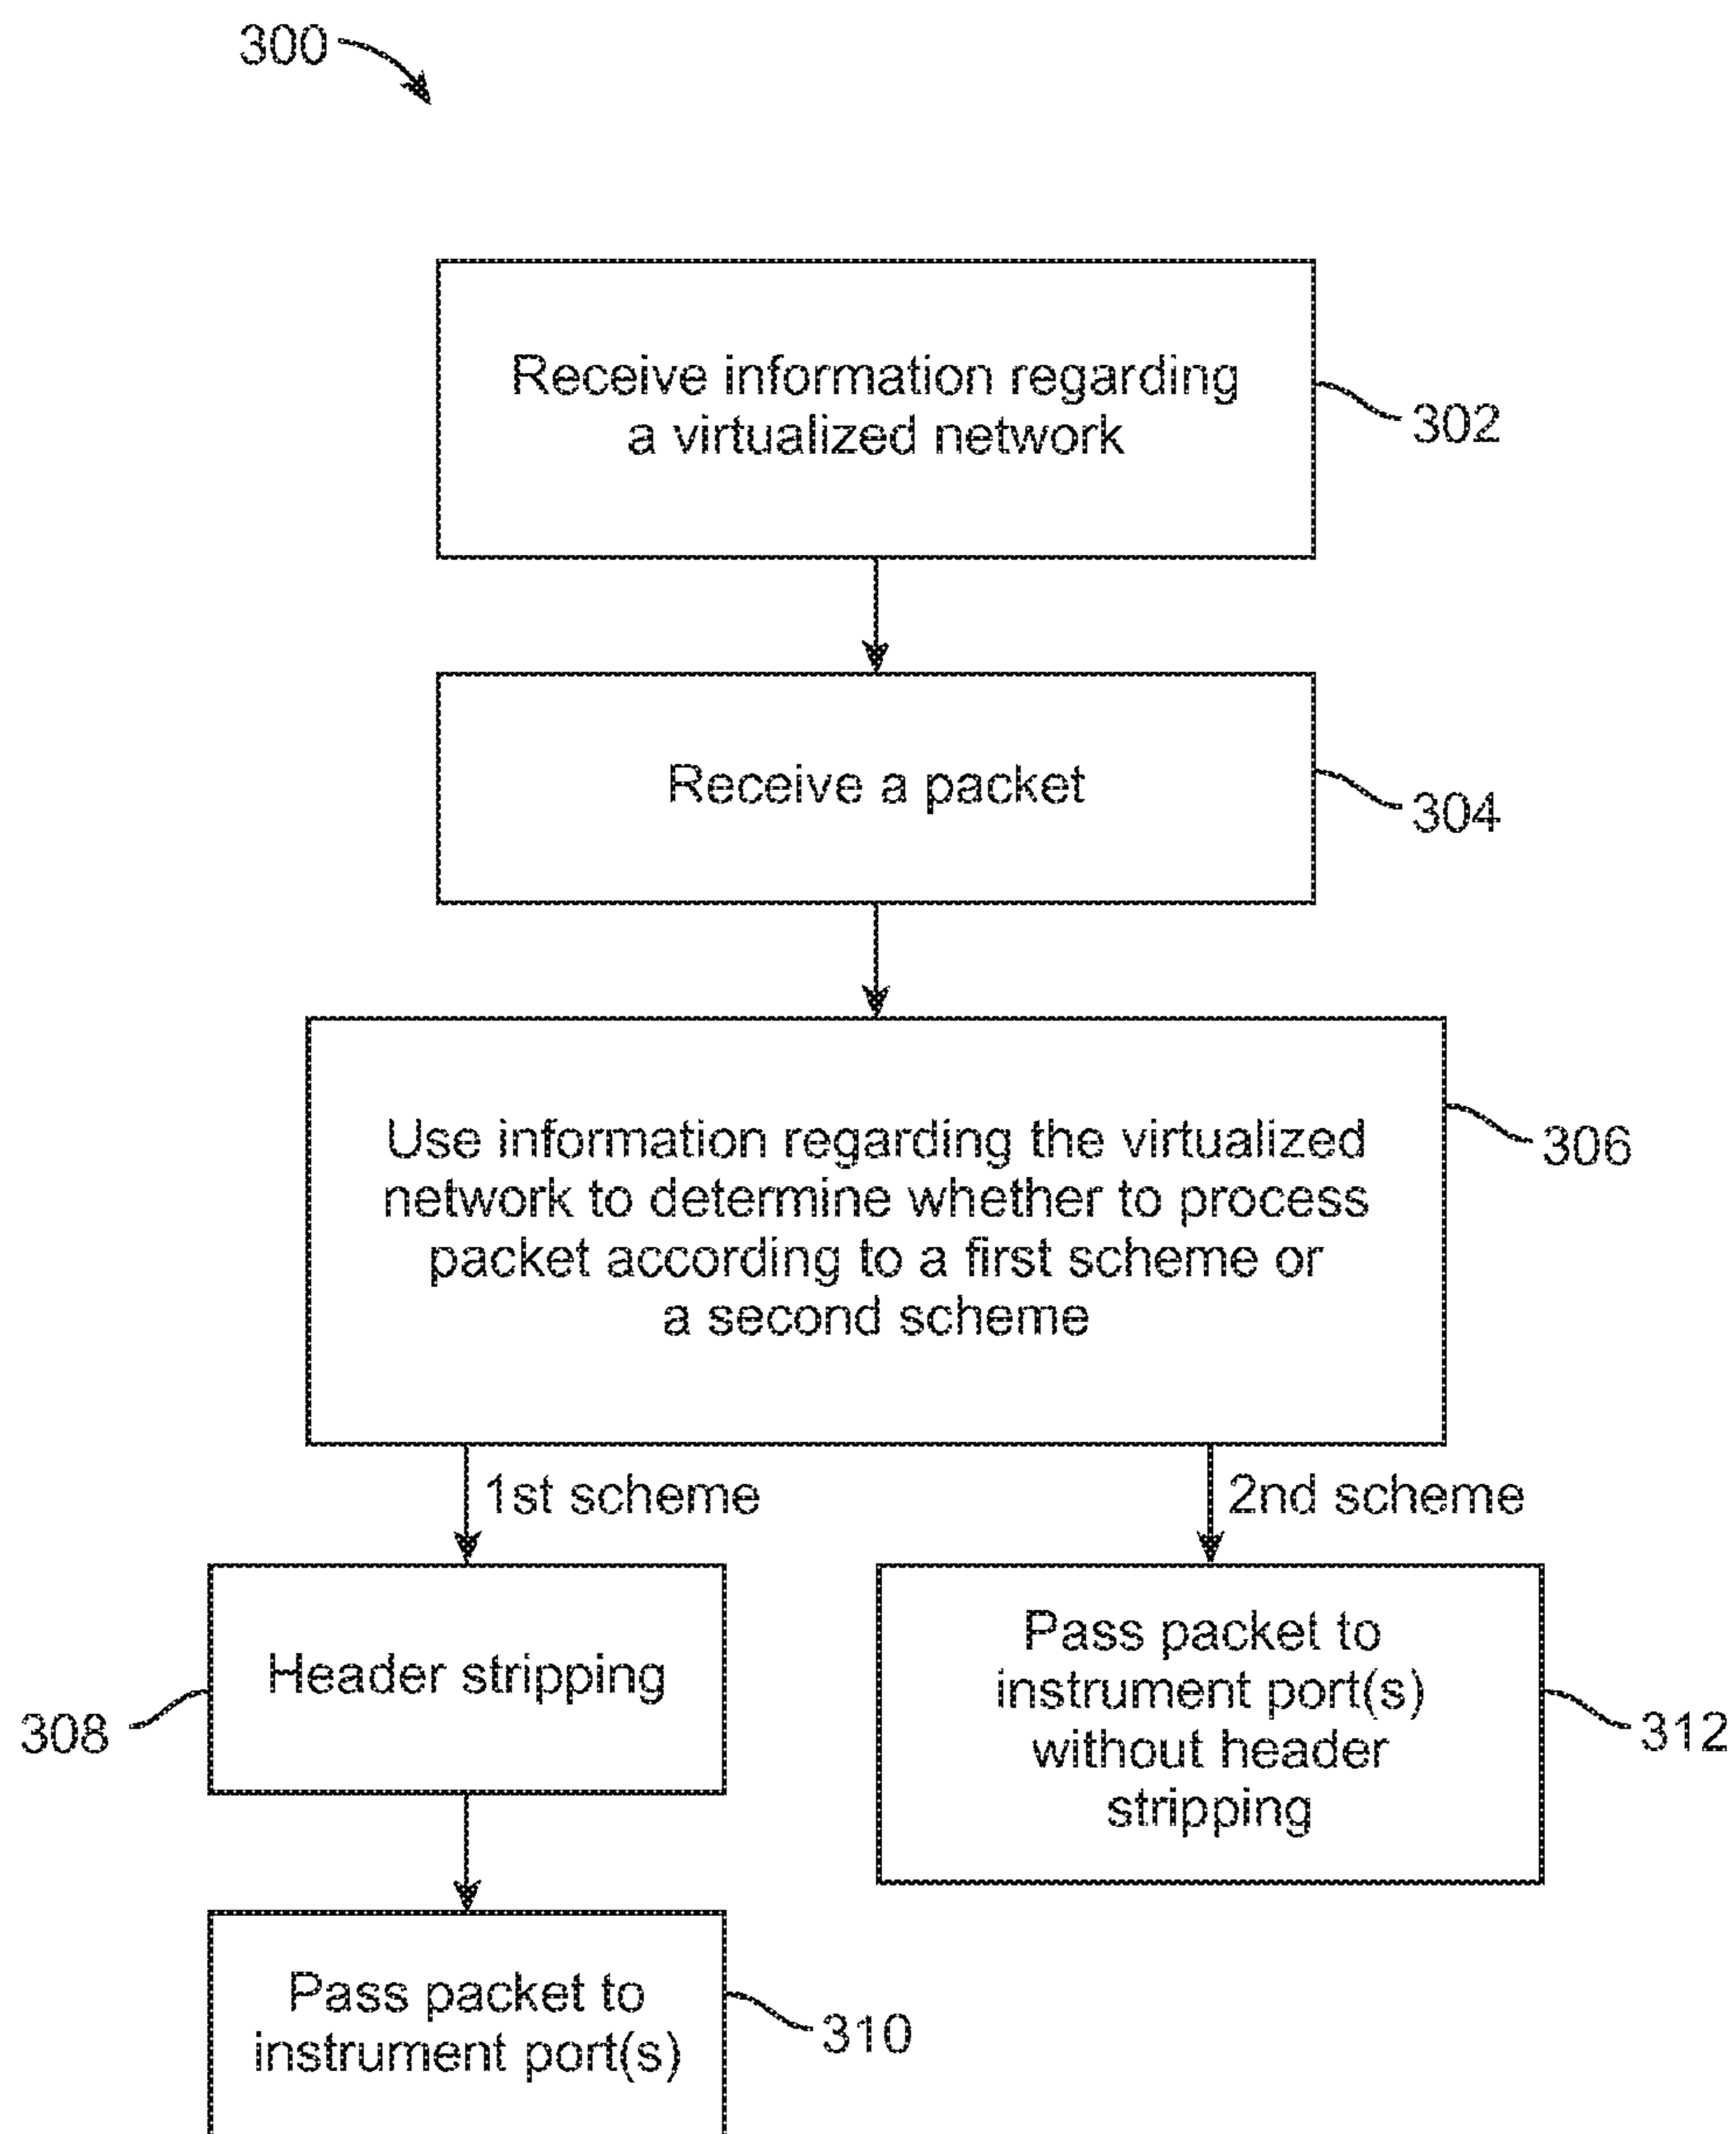 300
Receive information regarding
a virtualized network
302
Receive a packet
304
Use information regarding the virtualized
network to determine whether to process
packet according to a first scheme or
a second scheme
306
1st scheme
2nd scheme
Header stripping
308
Pass packet to
instrument port(s)
without header
stripping
312
Pass packet to
instrument port(s)
310